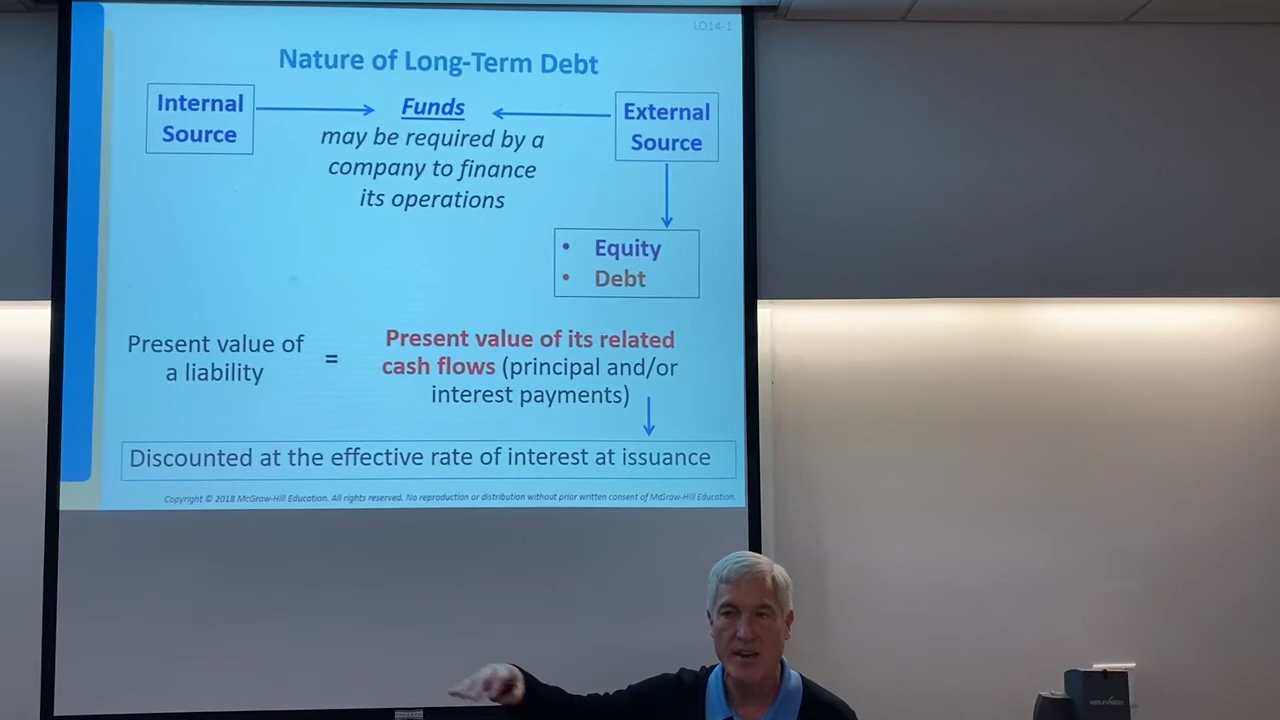 LO14-1
Nature of Long-Term Debt
Internal
Source
Funds
may be required by a
company to finance
its operations
External
Source
• Equity
• Debt
Present value of
a liability
=
Present value of its related
cash flows (principal and/or
interest payments)
Discounted at the effective rate of interest at issuance
Copyright © 2018 McGraw-Hill Education. All rights reserved. No reproduction or distribution without prior written consent of McGraw-Hill Education.